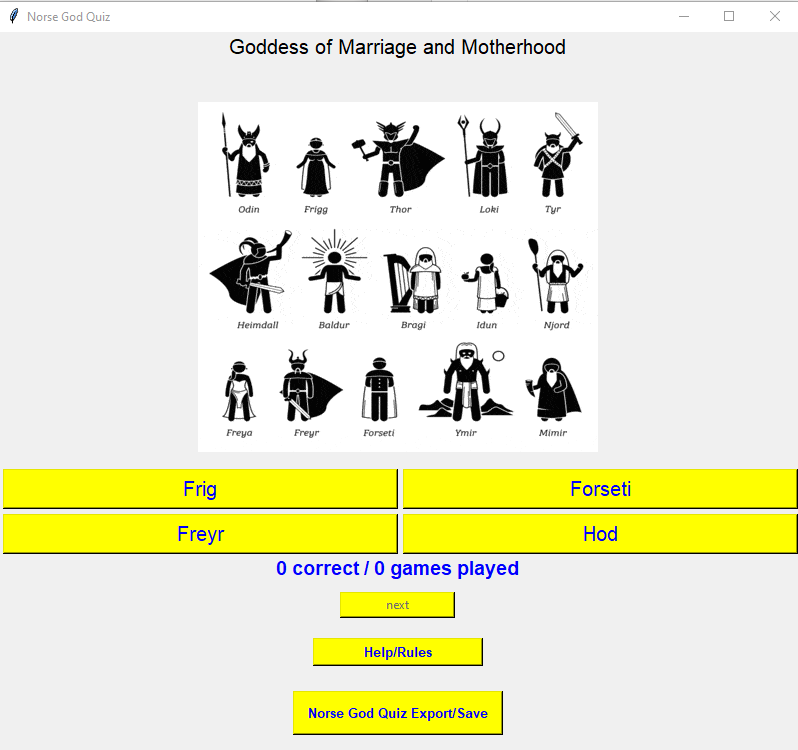 Norse God Quiz
Goddess of Marriage and Motherhood
Odin Frigg Thor Loki Tyr
Heimdall Baldur Bragi Idun Njord
Freya Freyr Forseti Ymir Mimir
Frig Forseti
Freyr Hod
0 correct / 0 games played
next
Help/Rules
Norse God Quiz Export/Save